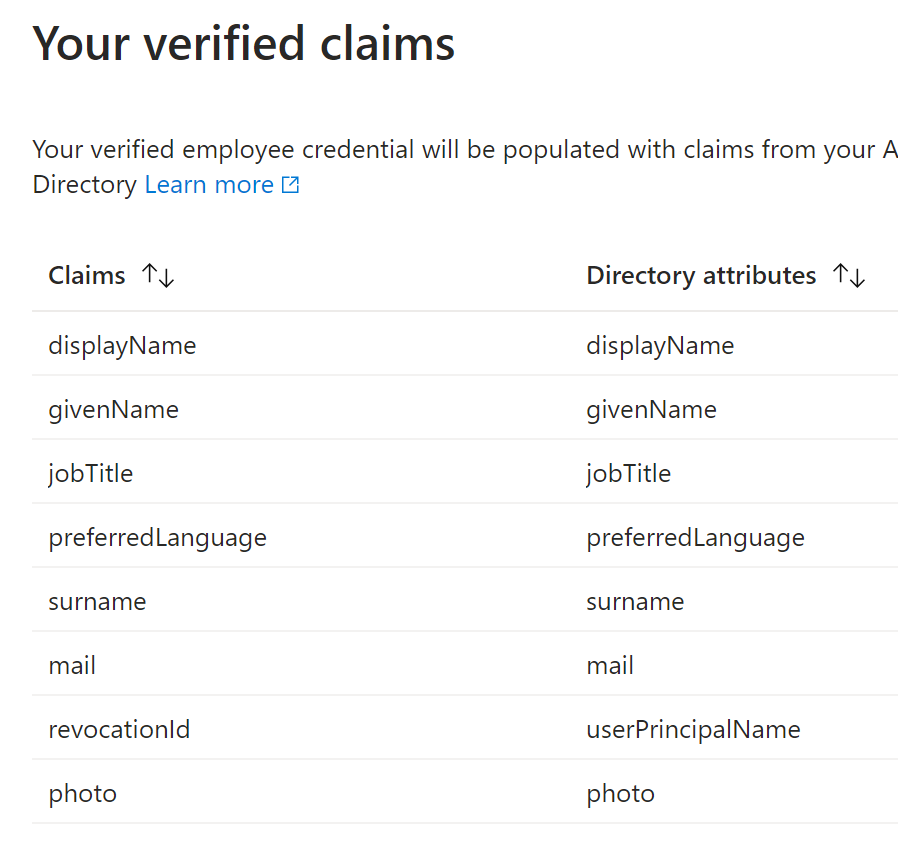 Your verified claims
Your verified employee credential will be populated with claims from your A
Directory Learn more
Claims Directory attributes
displayName displayName
givenName givenName
jobTitle jobTitle
preferredLanguage preferredLanguage
surname surname
mail mail
revocationId userPrincipalName
photo photo